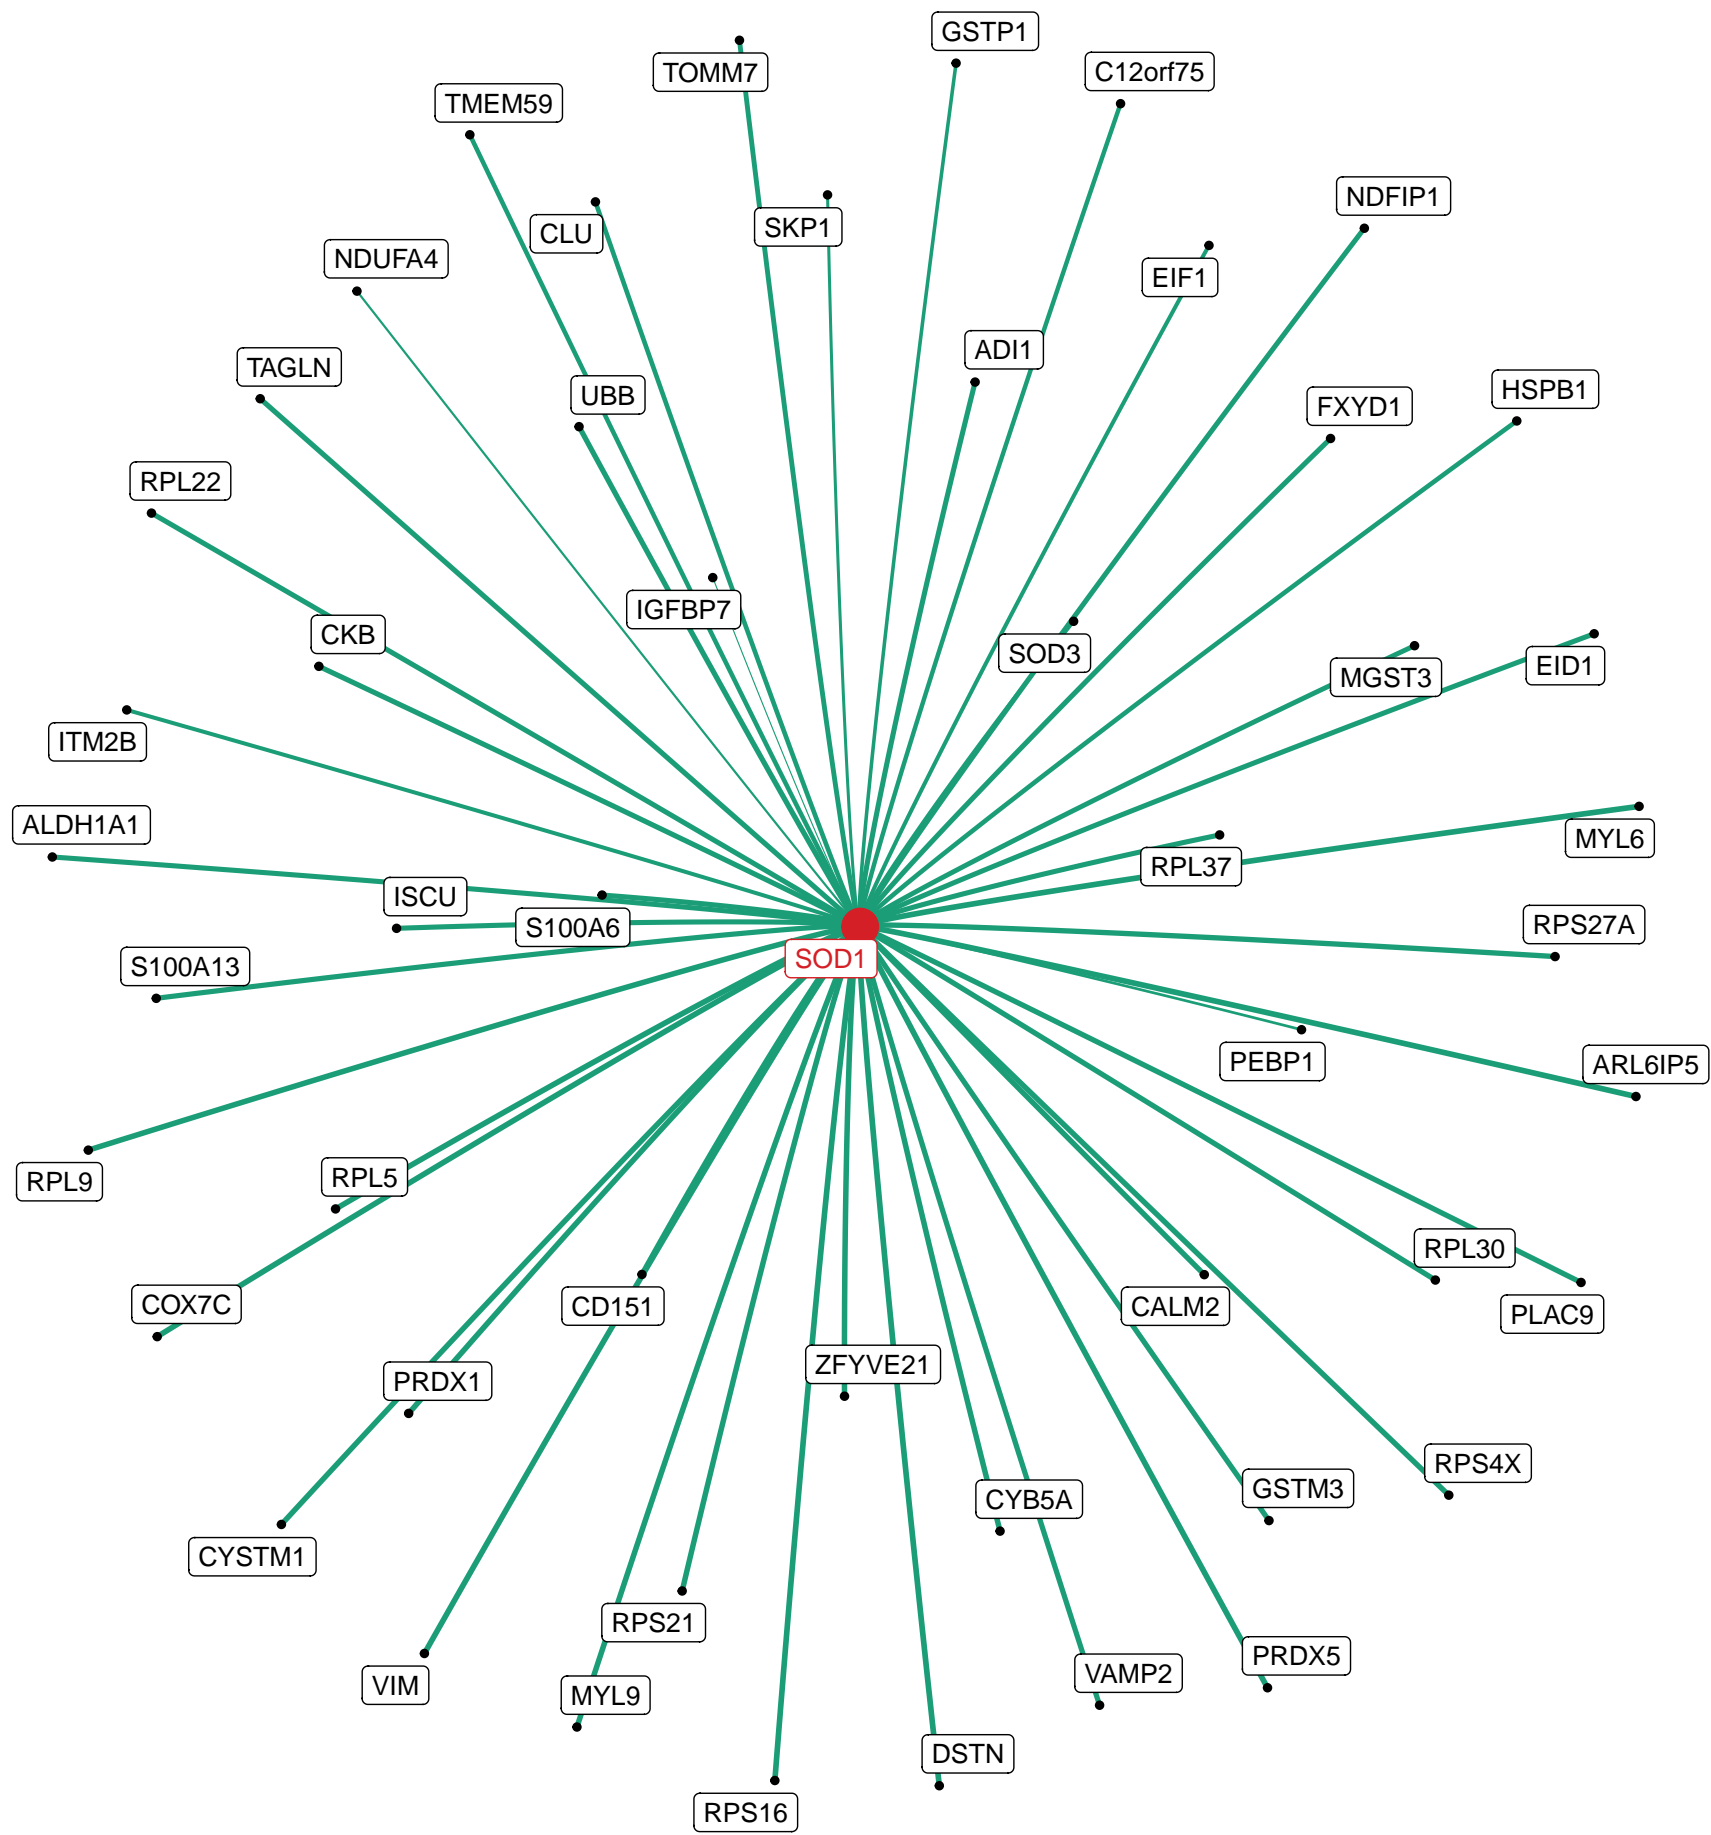 GSTP1
TOMM7
C12orf75
TMEM59
NDFIP1
SKP1
CLU
NDUFA4
EIF1
ADI1
TAGLN
HSPB1
UBB
FXYD1
RPL22
IGFBP7
CKB
SOD3
EID1
MGST3
ITM2B
ALDH1A1
MYL6
RPL37
ISCU
RPS27A
S100A6
SOD1
S100A13
PEBP1
ARL6IP5
RPL5
RPL9
RPL30
COX7C
CD151
CALM2
PLAC9
ZFYVE21
PRDX1
RPS4X
GSTM3
CYB5A
CYSTM1
RPS21
PRDX5
VAMP2
VIM
MYL9
DSTN
RPS16